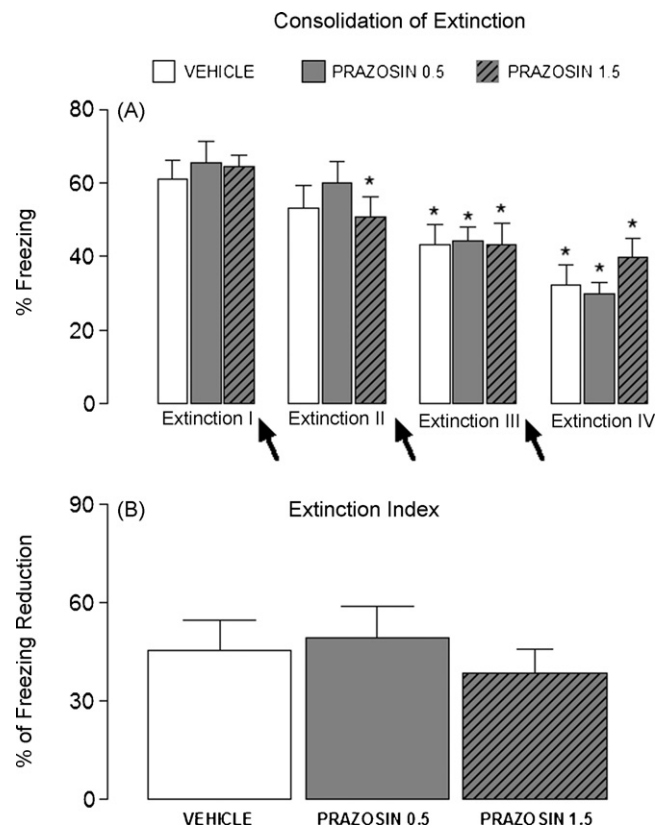 Consolidation of Extinction
VEHICLE PRAZOSIN 0.5 PRAZOSIN 1.5
(A)
% Freezing
80
60
40
20
0
* * * * * * *
Extinction I Extinction II Extinction III Extinction IV
(B) Extinction Index
% of Freezing Reduction
90
60
30
0
VEHICLE PRAZOSIN 0.5 PRAZOSIN 1.5